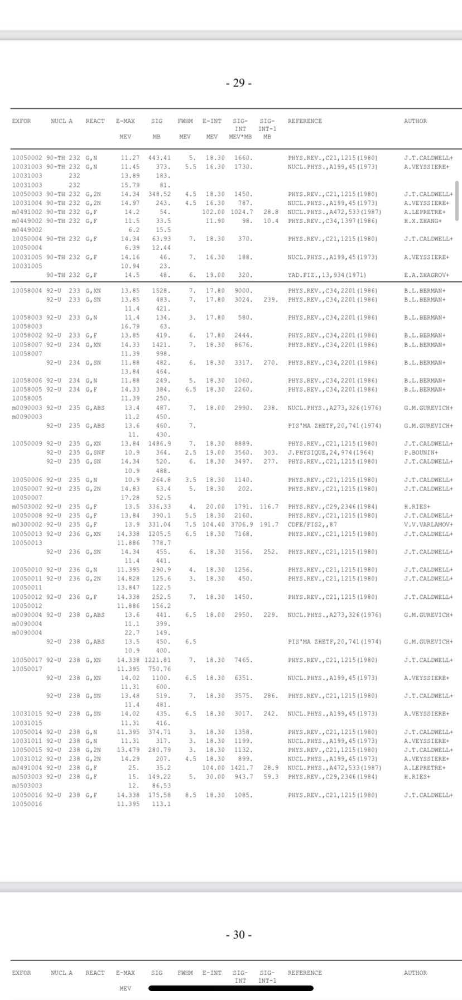 - 29 -
EXFOR NUCL A REACT E-MAX SIG FWHM E-INT SIG- SIG- REFERENCE AUTHOR
INT INT-1
MEV MB MEV MEV MEV*MB MB
10050002 90-TH 232 G,N 11.27 443.41 5. 18.30 1660. PHYS.REV.,C21,1215(1980) J.T.CALDWELL+
10031003 90-TH 232 G,N 11.45 373. 5.5 16.30 1730. NUCL.PHYS.,A199,45(1973) A.VEYSSIERE+
10031003 232 13.89 183.
10031003 232 15.79 81.
10050003 90-TH 232 G,2N 14.34 348.52 4.5 18.30 1450. PHYS.REV.,C21,1215(1980) J.T.CALDWELL+
10031004 90-TH 232 G,2N 14.97 243. 4.5 16.30 787. NUCL.PHYS.,A199,45(1973) A.VEYSSIERE+
m0491002 90-TH 232 G,F 14.2 54. 102.00 1024.7 28.8 NUCL.PHYS.,A472,533(1987) A.LEPRETRE+
m0449002 90-TH 232 G,F 11.5 33.5 11.90 98. 10.4 PHYS.REV.,C34,1397(1986) H.X.ZHANG+
m0449002 6.2 15.5
10050004 90-TH 232 G,F 14.34 63.93 7. 18.30 370. PHYS.REV.,C21,1215(1980) J.T.CALDWELL+
10050004 6.39 12.44
10031005 90-TH 232 G,F 14.16 46. 7. 16.30 188. NUCL.PHYS.,A199,45(1973) A.VEYSSIERE+
10031005 10.94 23.
90-TH 232 G,F 14.5 48. 6. 19.00 320. YAD.FIZ.,13,934(1971) E.A.ZHAGROV+
10058004 92-U 233 G,XN 13.85 1528. 7. 17.80 9000. PHYS.REV.,C34,2201(1986) B.L.BERMAN+
92-U 233 G,SN 13.85 483. 7. 17.80 3024. 239. PHYS.REV.,C34,2201(1986) B.L.BERMAN+
11.4 421.
10058003 92-U 233 G,N 11.4 134. 3. 17.80 580. PHYS.REV.,C34,2201(1986) B.L.BERMAN+
10058003 16.79 63.
10058002 92-U 233 G,F 13.85 419. 6. 17.80 2444. PHYS.REV.,C34,2201(1986) B.L.BERMAN+
10058007 92-U 234 G,XN 14.33 1421. 7. 18.30 8676. PHYS.REV.,C34,2201(1986) B.L.BERMAN+
10058007 11.39 998.
92-U 234 G,SN 11.88 482. 6. 18.30 3317. 270. PHYS.REV.,C34,2201(1986) B.L.BERMAN+
13.84 464.
10058006 92-U 234 G,N 11.88 249. 5. 18.30 1060. PHYS.REV.,C34,2201(1986) B.L.BERMAN+
10058005 92-U 234 G,F 14.33 384. 6.5 18.30 2260. PHYS.REV.,C34,2201(1986) B.L.BERMAN+
10058005 11.39 250.
m0090003 92-U 235 G,ABS 13.4 487. 7. 18.00 2990. 238. NUCL.PHYS.,A273,326(1976) G.M.GUREVICH+
m0090003 11.2 450.
92-U 235 G,ABS 13.6 460. 7. PIS'MA ZHETF,20,741(1974) G.M.GUREVICH+
11. 430.
10050009 92-U 235 G,XN 13.84 1486.9 7. 18.30 8889. PHYS.REV.,C21,1215(1980) J.T.CALDWELL+
92-U 235 G,SNF 10.9 364. 2.5 19.00 3560. 303. J.PHYSIQUE,24,974(1964) P.BOUNIN+
92-U 235 G,SN 14.34 520. 6. 18.30 3497. 277. PHYS.REV.,C21,1215(1980) J.T.CALDWELL+
10.9 488.
10050006 92-U 235 G,N 10.9 264.8 3.5 18.30 1140. PHYS.REV.,C21,1215(1980) J.T.CALDWELL+
10050007 92-U 235 G,2N 14.83 63.4 5. 18.30 202. PHYS.REV.,C21,1215(1980) J.T.CALDWELL+
10050007 17.28 52.5
m0503002 92-U 235 G,F 13.5 336.33 4. 20.00 1791. 116.7 PHYS.REV.,C29,2346(1984) H.RIES+
10050008 92-U 235 G,F 13.84 390.1 5.5 18.30 2160. PHYS.REV.,C21,1215(1980) J.T.CALDWELL+
m0300002 92-U 235 G,F 13.9 331.04 7.5 104.40 3706.9 191.7 CDFE/FIS2,,87 V.V.VARLAMOV+
10050013 92-U 236 G,XN 14.338 1205.5 6.5 18.30 7168. PHYS.REV.,C21,1215(1980) J.T.CALDWELL+
10050013 11.886 778.7
92-U 236 G,SN 14.34 455. 6. 18.30 3156. 252. PHYS.REV.,C21,1215(1980) J.T.CALDWELL+
11.4 441.
10050010 92-U 236 G,N 11.395 290.9 4. 18.30 1256. PHYS.REV.,C21,1215(1980) J.T.CALDWELL+
10050011 92-U 236 G,2N 14.828 125.6 3. 18.30 450. PHYS.REV.,C21,1215(1980) J.T.CALDWELL+
10050011 13.847 122.5
10050012 92-U 236 G,F 14.338 252.5 7. 18.30 1450. PHYS.REV.,C21,1215(1980) J.T.CALDWELL+
10050012 11.886 156.2
m0090004 92-U 238 G,ABS 13.6 441. 6.5 18.00 2950. 229. NUCL.PHYS.,A273,326(1976) G.M.GUREVICH+
m0090004 11.1 399.
m0090004 22.7 149.
92-U 238 G,ABS 13.5 450. 6.5 PIS'MA ZHETF,20,741(1974) G.M.GUREVICH+
10.9 400.
10050017 92-U 238 G,XN 14.338 1221.81 7. 18.30 7465. PHYS.REV.,C21,1215(1980) J.T.CALDWELL+
10050017 11.395 750.76
92-U 238 G,XN 14.02 1100. 6.5 18.30 6351. NUCL.PHYS.,A199,45(1973) A.VEYSSIERE+
11.31 600.
92-U 238 G,SN 13.48 519. 7. 18.30 3575. 286. PHYS.REV.,C21,1215(1980) J.T.CALDWELL+
11.4 481.
10031015 92-U 238 G,SN 14.02 435. 6.5 18.30 3017. 242. NUCL.PHYS.,A199,45(1973) A.VEYSSIERE+
10031015 11.31 416.
10050014 92-U 238 G,N 11.395 374.71 3. 18.30 1358. PHYS.REV.,C21,1215(1980) J.T.CALDWELL+
10031011 92-U 238 G,N 11.31 317. 3. 18.30 1199. NUCL.PHYS.,A199,45(1973) A.VEYSSIERE+
10050015 92-U 238 G,2N 13.479 280.79 3. 18.30 1132. PHYS.REV.,C21,1215(1980) J.T.CALDWELL+
10031012 92-U 238 G,2N 14.29 207. 4.5 18.30 899. NUCL.PHYS.,A199,45(1973) A.VEYSSIERE+
m0491004 92-U 238 G,F 25. 35.2 104.00 1421.7 28.9 NUCL.PHYS.,A472,533(1987) A.LEPRETRE+
m0503003 92-U 238 G,F 15. 149.22 5. 30.00 943.7 59.3 PHYS.REV.,C29,2346(1984) H.RIES+
m0503003 12. 86.53
10050016 92-U 238 G,F 14.338 175.58 8.5 18.30 1085. PHYS.REV.,C21,1215(1980) J.T.CALDWELL+
10050016 11.395 113.1
- 30 -
EXFOR NUCL A REACT E-MAX SIG FWHM E-INT SIG- SIG- REFERENCE AUTHOR
INT INT-1
MEV